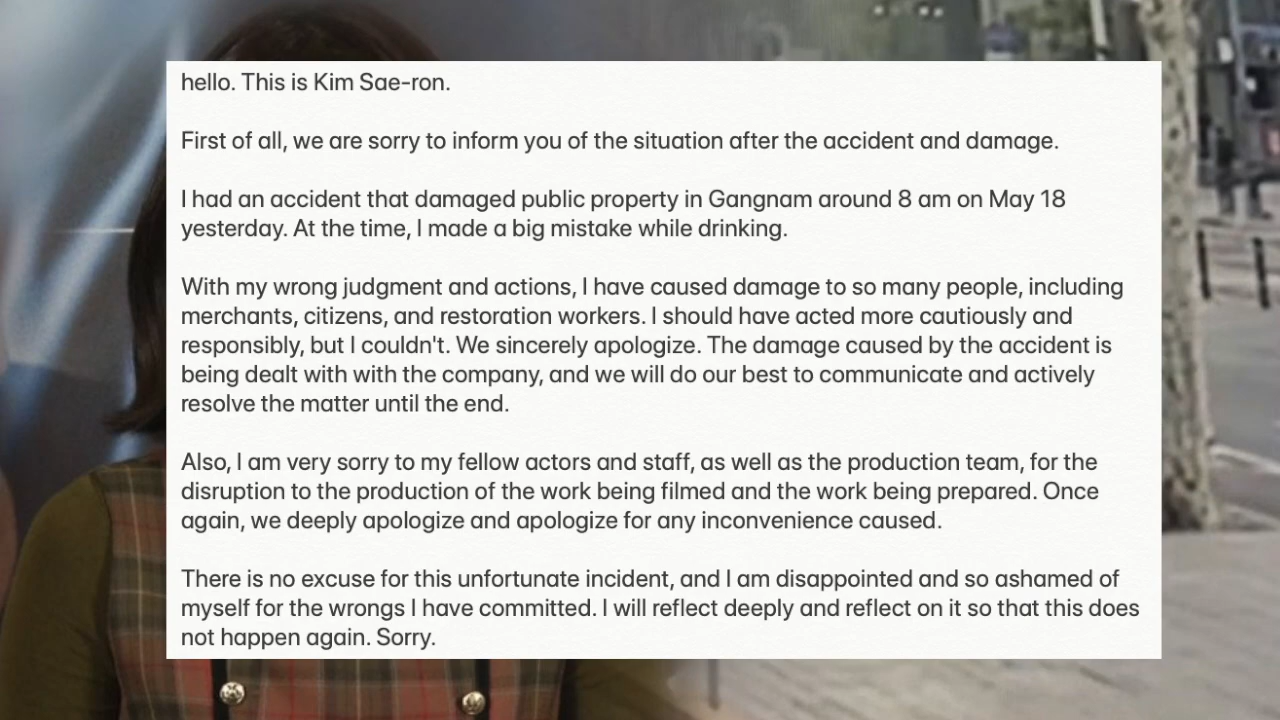 hello. This is Kim Sae-ron.
First of all, we are sorry to inform you of the situation after the accident and damage.
I had an accident that damaged public property in Gangnam around 8 am on May 18
yesterday. At the time, I made a big mistake while drinking.
With my wrong judgment and actions, I have caused damage to so many people, including
merchants, citizens, and restoration workers. I should have acted more cautiously and
responsibly, but I couldn't. We sincerely apologize. The damage caused by the accident is
being dealt with with the company, and we will do our best to communicate and actively
resolve the matter until the end.
Also, I am very sorry to my fellow actors and staff, as well as the production team, for the
disruption to the production of the work being filmed and the work being prepared. Once
again, we deeply apologize and apologize for any inconvenience caused.
There is no excuse for this unfortunate incident, and I am disappointed and so ashamed of
myself for the wrongs I have committed. I will reflect deeply and reflect on it so that this does
not happen again. Sorry.